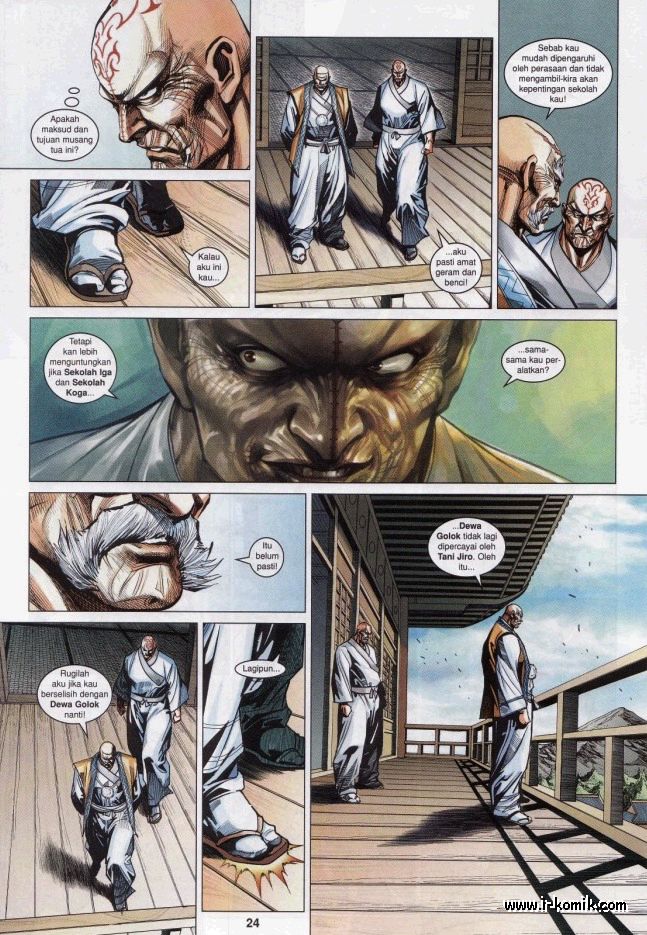 Apakah
maksud dan
tujuan musang
tua ini?
Kalau
aku ini
kau...
...aku
pasti amat
geram dan
benci!
Sebab kau
mudah dipengaruhi
oleh perasaan dan tidak
mengambil-kira akan
kepentingan sekolah
kau!
Tetapi
kan lebih
menguntungkan
jika Sekolah Iga
dan Sekolah
Koga...
...sama-
sama kau per-
alatkan?
Itu
belum
pasti!
...Dewa
Golok tidak lagi
dipercayai oleh
Tani Jiro. Oleh
itu...
Rugilah
aku jika kau
berselisih dengan
Dewa Golok
nanti!
Lagipun...
24
www.ir-komik.com